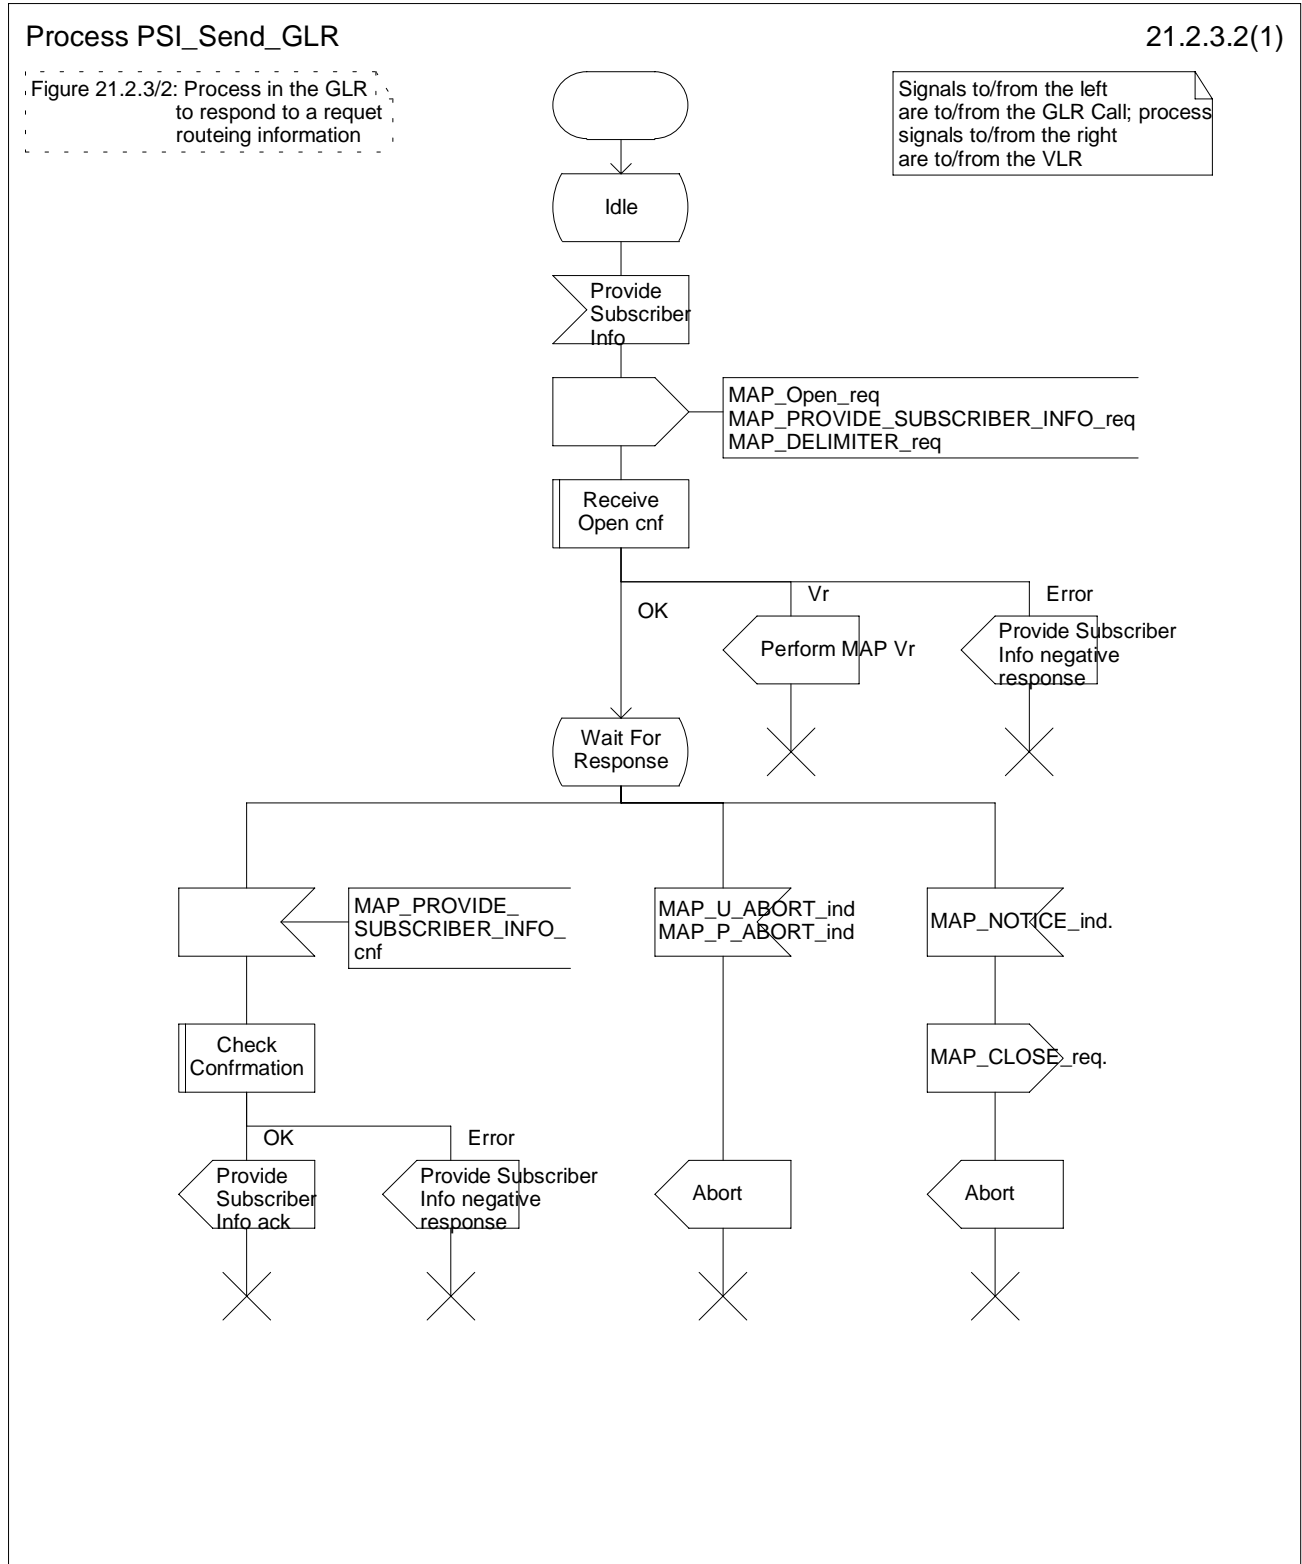 Process PSI_Send_GLR
21.2.3.2(1)
Figure 21.2.3/2: Process in the GLR
to respond to a requet
routeing information
Signals to/from the left
are to/from the GLR Call; process
signals to/from the right
are to/from the VLR
Idle
Provide
Subscriber
Info
MAP_Open_req
MAP_PROVIDE_SUBSCRIBER_INFO_req
MAP_DELIMITER_req
Receive
Open cnf
OK
Vr
Error
Perform MAP Vr
Provide Subscriber
Info negative
response
Wait For
Response
MAP_PROVIDE_
SUBSCRIBER_INFO_
cnf
MAP_U_ABORT_ind
MAP_P_ABORT_ind
MAP_NOTICE_ind.
Check
Confrmation
MAP_CLOSE_req.
OK
Error
Provide
Subscriber
Info ack
Provide Subscriber
Info negative
response
Abort
Abort